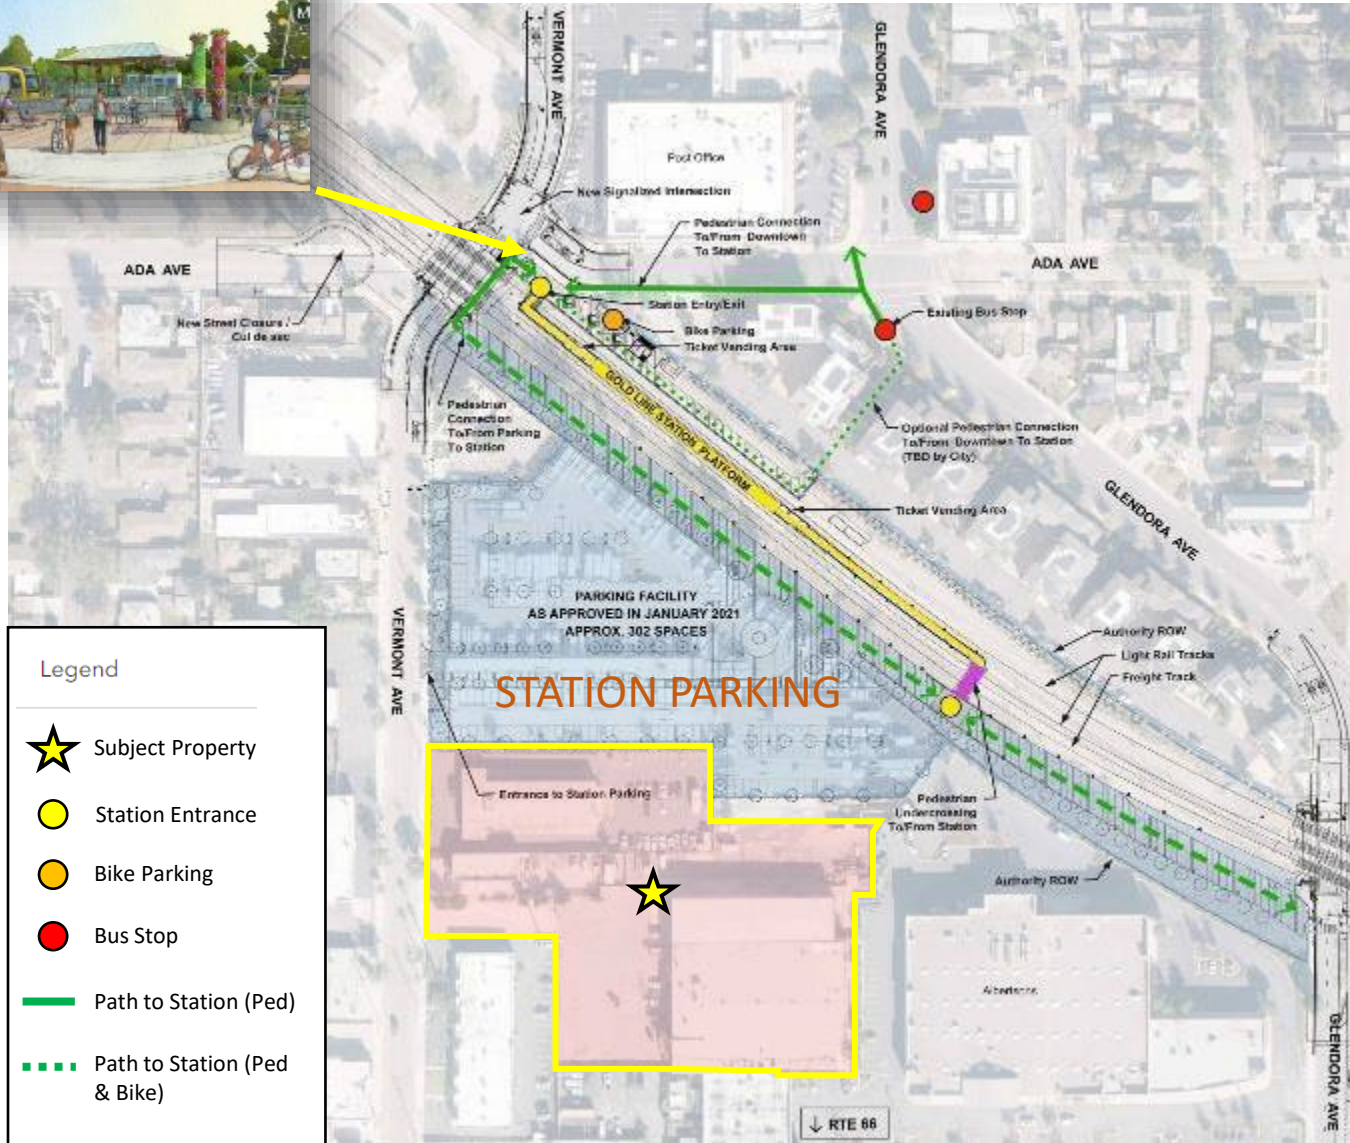 M
VERMONT AVE
GLENDORA AVE
Post Office
New Signalized Intersection
Pedestrian Connection
To/From Downtown
To Station
ADA AVE
ADA AVE
Station Entry/Exit
New Street Closure /
Cul de sac
Existing Bus Stop
Bike Parking
Ticket Vending Area
GOLD LINE STATION PLATFORM
Pedestrian
Connection
To/From Parking
To Station
Optional Pedestrian Connection
To/From Downtown To Station
(TBD by City)
GLENDORA AVE
Ticket Vending Area
PARKING FACILITY
AS APPROVED IN JANUARY 2021
APPROX. 302 SPACES
VERMONT AVE
Authority ROW
Light Rail Tracks
Freight Track
STATION PARKING
Entrance to Station Parking
Pedestrian
Undercrossing
To/From Station
Authority ROW
Albertsons
GLENDORA AVE
↓ RTE 66
Legend
Subject Property
Station Entrance
Bike Parking
Bus Stop
Path to Station (Ped)
Path to Station (Ped
& Bike)